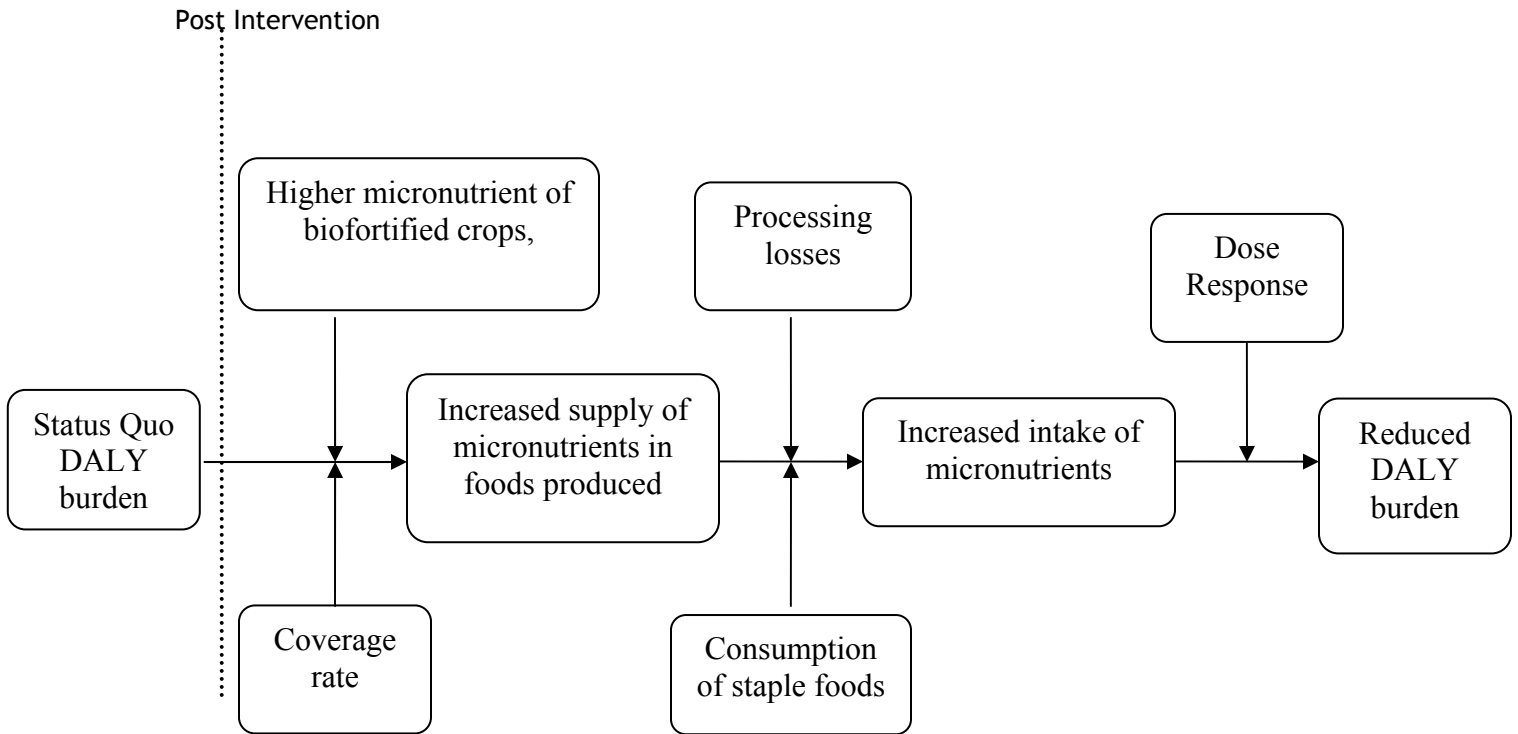 Post Intervention
Higher micronutrient of
biofortified crops,
Processing
losses
Dose
Response
Status Quo
DALY
burden
Increased supply of
micronutrients in
foods produced
Increased intake of
micronutrients
Reduced
DALY
burden
Coverage
rate
Consumption
of staple foods